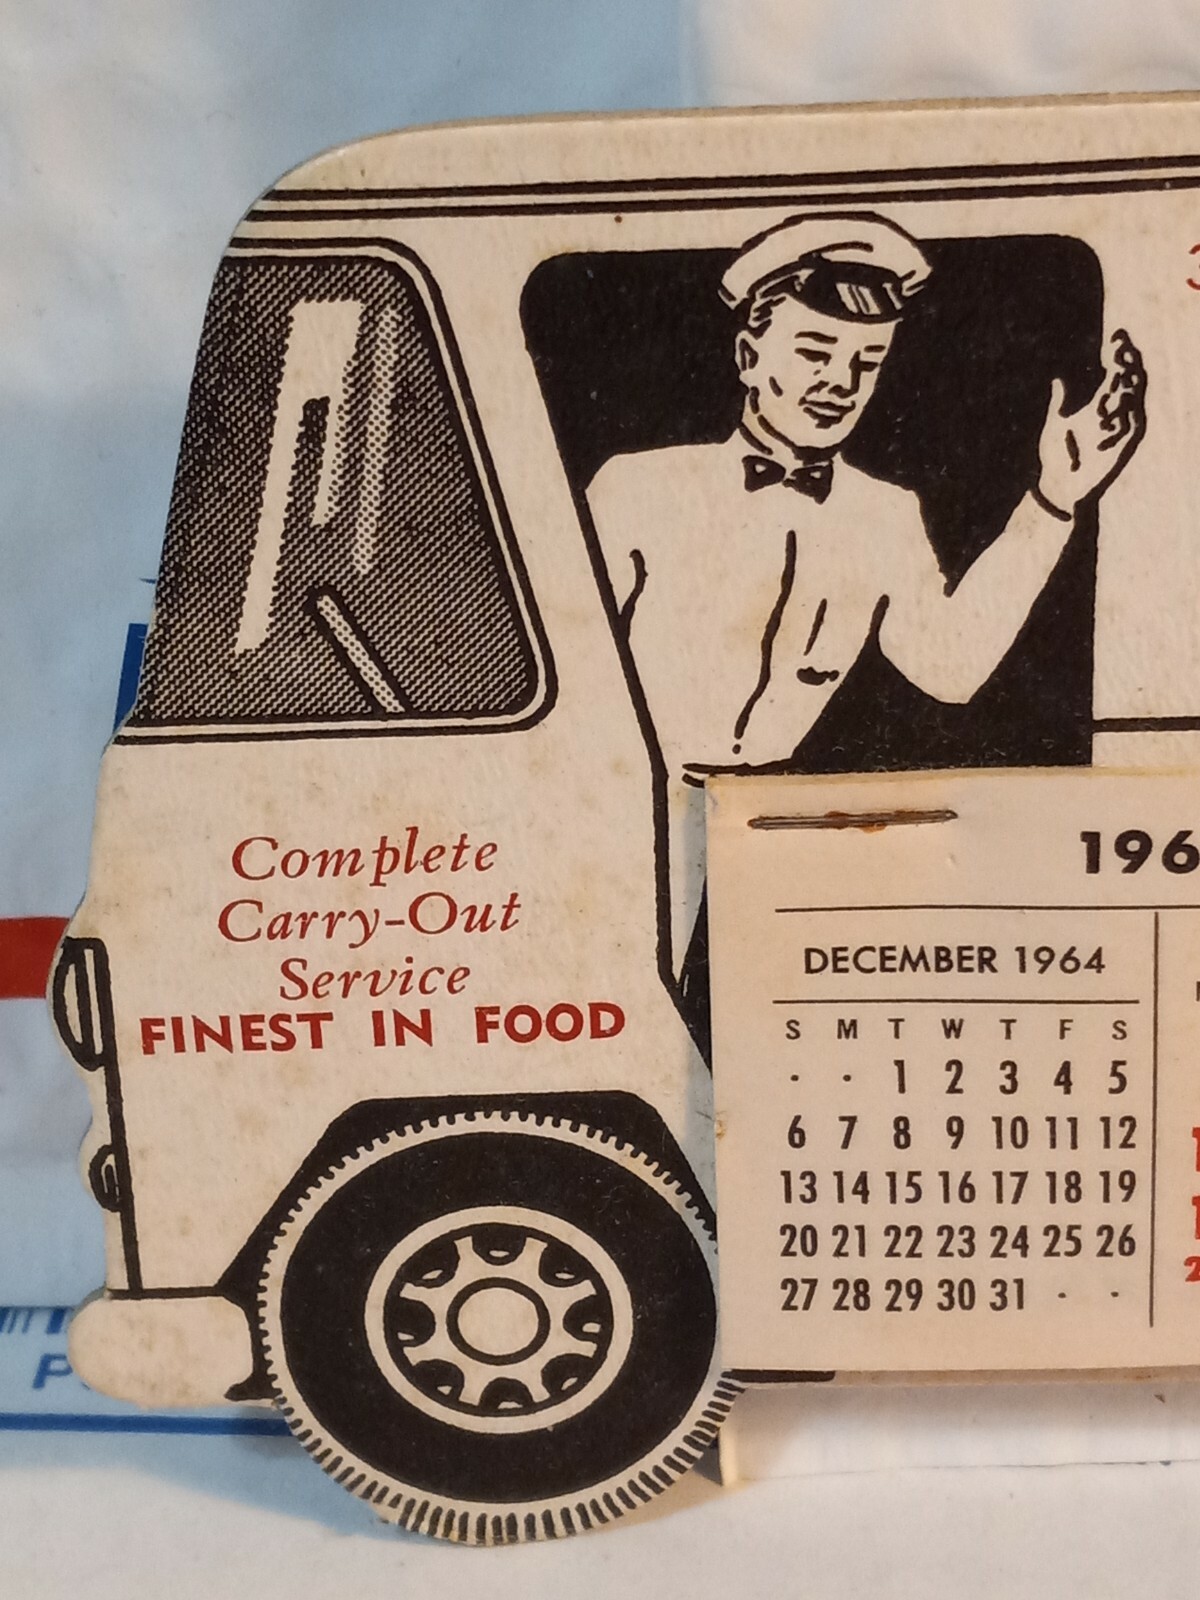 Complete
Carry-Out
Service
FINEST IN FOOD
196
DECEMBER 1964
S M T W T F S
· · 1 2 3 4 5
6 7 8 9 10 11 12
13 14 15 16 17 18 19
20 21 22 23 24 25 26
27 28 29 30 31 · ·